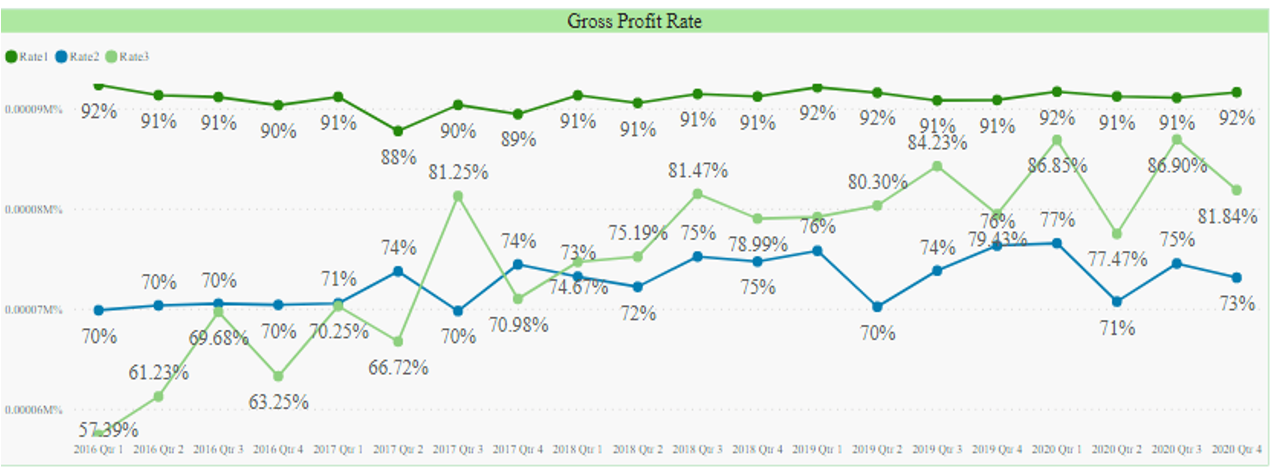 Gross Profit Rate
Rate1 Rate2 Rate3
0.00009M%
0.00008M%
0.00007M%
0.00006M%
92% 91% 91% 90% 91% 88% 90% 89% 91% 91% 91% 91% 92% 92% 91% 91% 92% 91% 91% 92%
70% 70% 70% 70% 71% 74% 70% 74% 73% 72% 75% 75% 76% 70% 74% 76% 77% 71% 75% 73%
57.39% 61.23% 69.68% 63.25% 70.25% 66.72% 81.25% 70.98% 74.67% 75.19% 81.47% 78.99% 80.30% 84.23% 79.43% 86.85% 77.47% 86.90% 81.84%
2016 Qtr 1 2016 Qtr 2 2016 Qtr 3 2016 Qtr 4 2017 Qtr 1 2017 Qtr 2 2017 Qtr 3 2017 Qtr 4 2018 Qtr 1 2018 Qtr 2 2018 Qtr 3 2018 Qtr 4 2019 Qtr 1 2019 Qtr 2 2019 Qtr 3 2019 Qtr 4 2020 Qtr 1 2020 Qtr 2 2020 Qtr 3 2020 Qtr 4